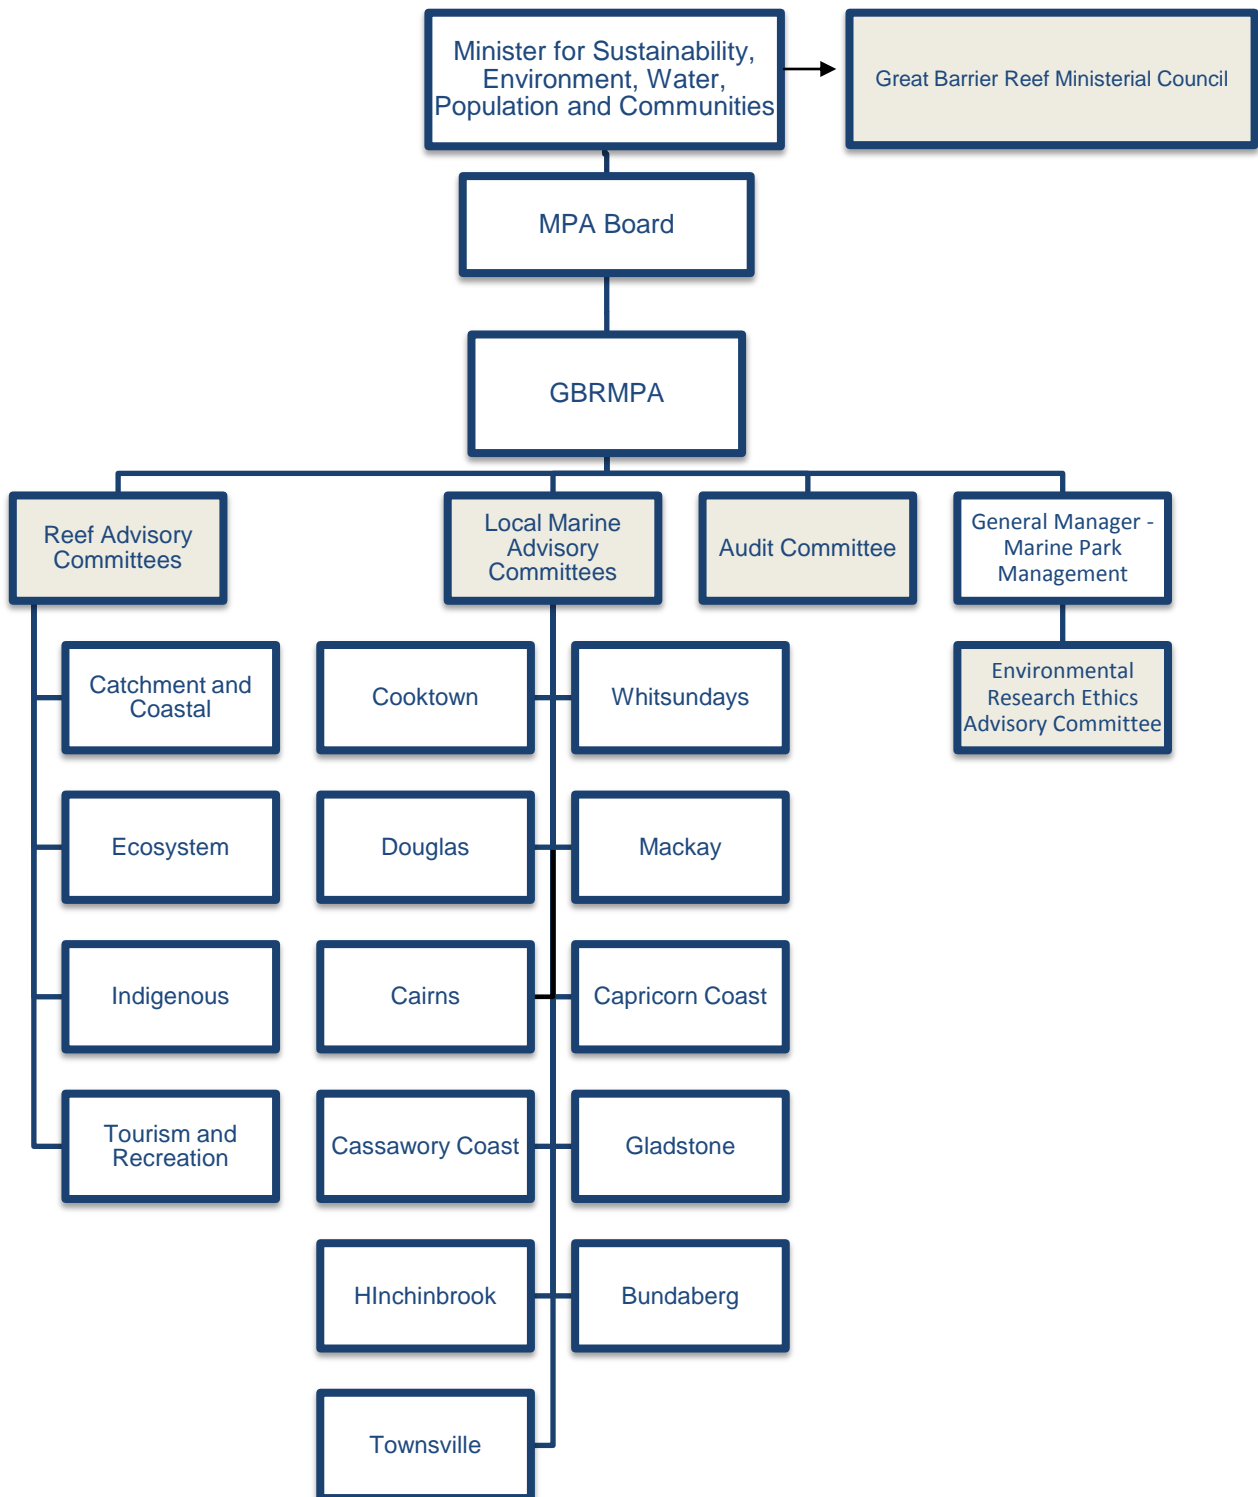 Minister for Sustainability,
Environment, Water,
Population and Communities
Great Barrier Reef Ministerial Council
MPA Board
GBRMPA
Reef Advisory
Committees
Local Marine
Advisory
Committees
Audit Committee
General Manager -
Marine Park
Management
Catchment and
Coastal
Cooktown
Whitsundays
Environmental
Research Ethics
Advisory Committee
Ecosystem
Douglas
Mackay
Indigenous
Cairns
Capricorn Coast
Tourism and
Recreation
Cassawory Coast
Gladstone
HInchinbrook
Bundaberg
Townsville